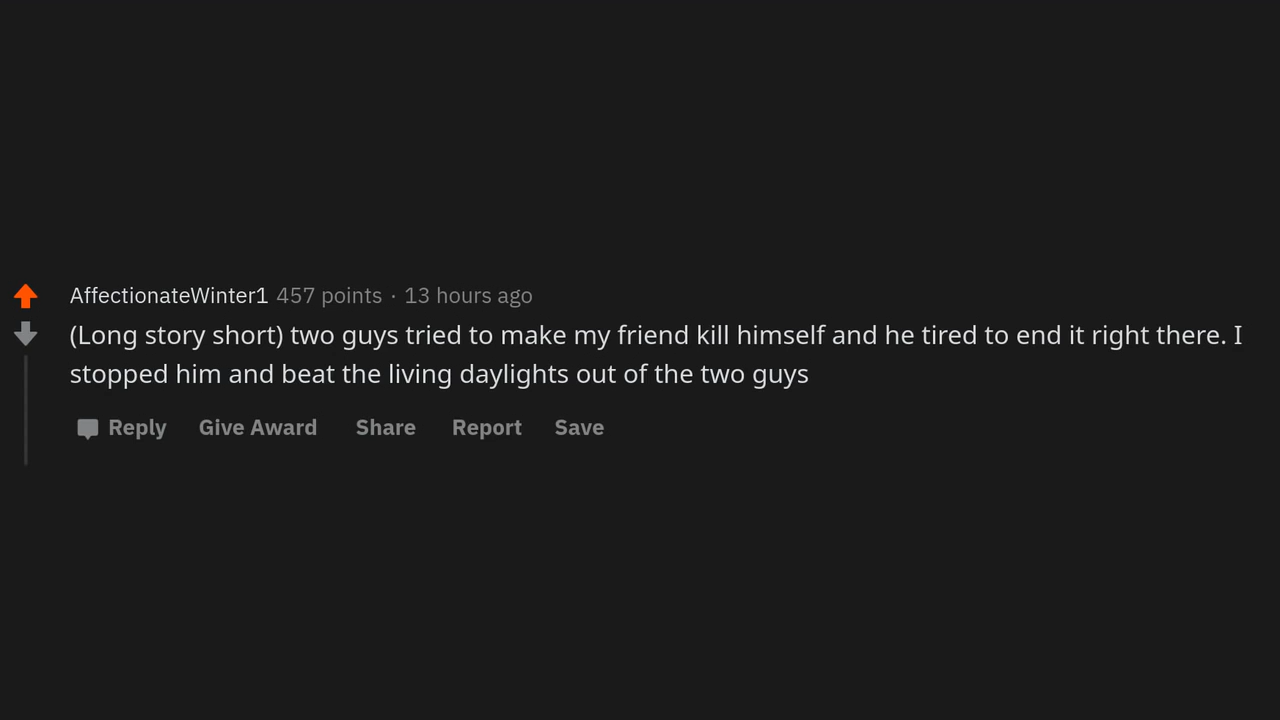 AffectionateWinter1 457 points · 13 hours ago
(Long story short) two guys tried to make my friend kill himself and he tired to end it right there. I
stopped him and beat the living daylights out of the two guys
Reply Give Award Share Report Save